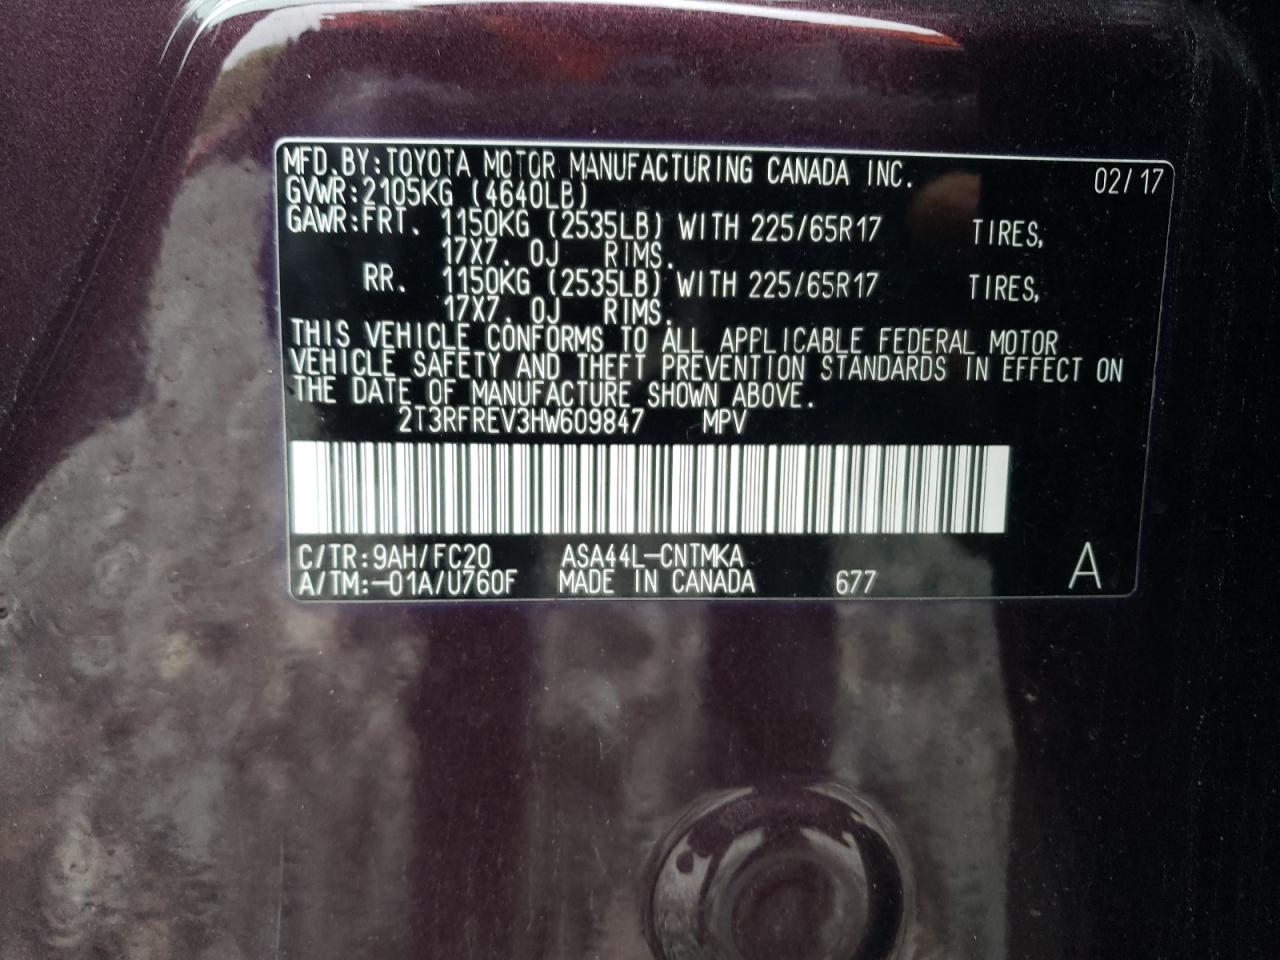 MFD.BY:TOYOTA MOTOR MANUFACTURING CANADA INC. 02/17
GVWR:2105KG (4640LB)
GAWR:FRT. 1150KG (2535LB) WITH 225/65R17 TIRES,
17X7.0J RIMS.
RR. 1150KG (2535LB) WITH 225/65R17 TIRES,
17X7.0J RIMS.
THIS VEHICLE CONFORMS TO ALL APPLICABLE FEDERAL MOTOR
VEHICLE SAFETY AND THEFT PREVENTION STANDARDS IN EFFECT ON
THE DATE OF MANUFACTURE SHOWN ABOVE.
2T3RFREV3HW609847 MPV
C/TR:9AH/FC20 ASA44L-CNTMKA
A/TM:-01A/U760F MADE IN CANADA 677 A